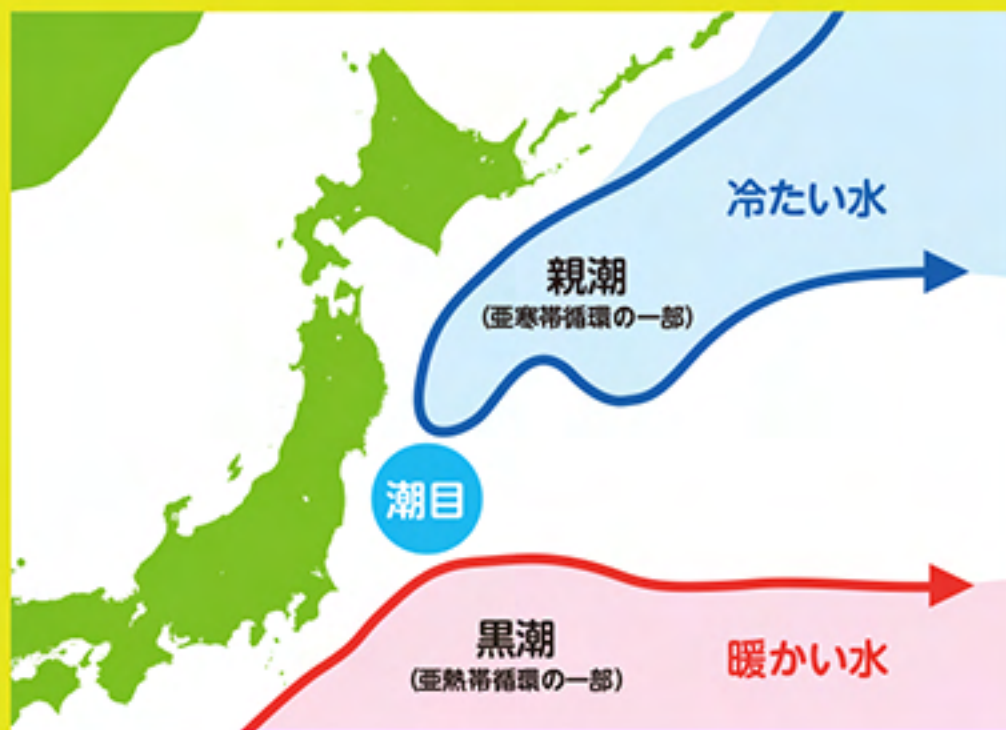 冷たい水
親潮
(亜寒帯循環の一部)
潮目
黒潮
(亜熱帯循環の一部)
暖かい水